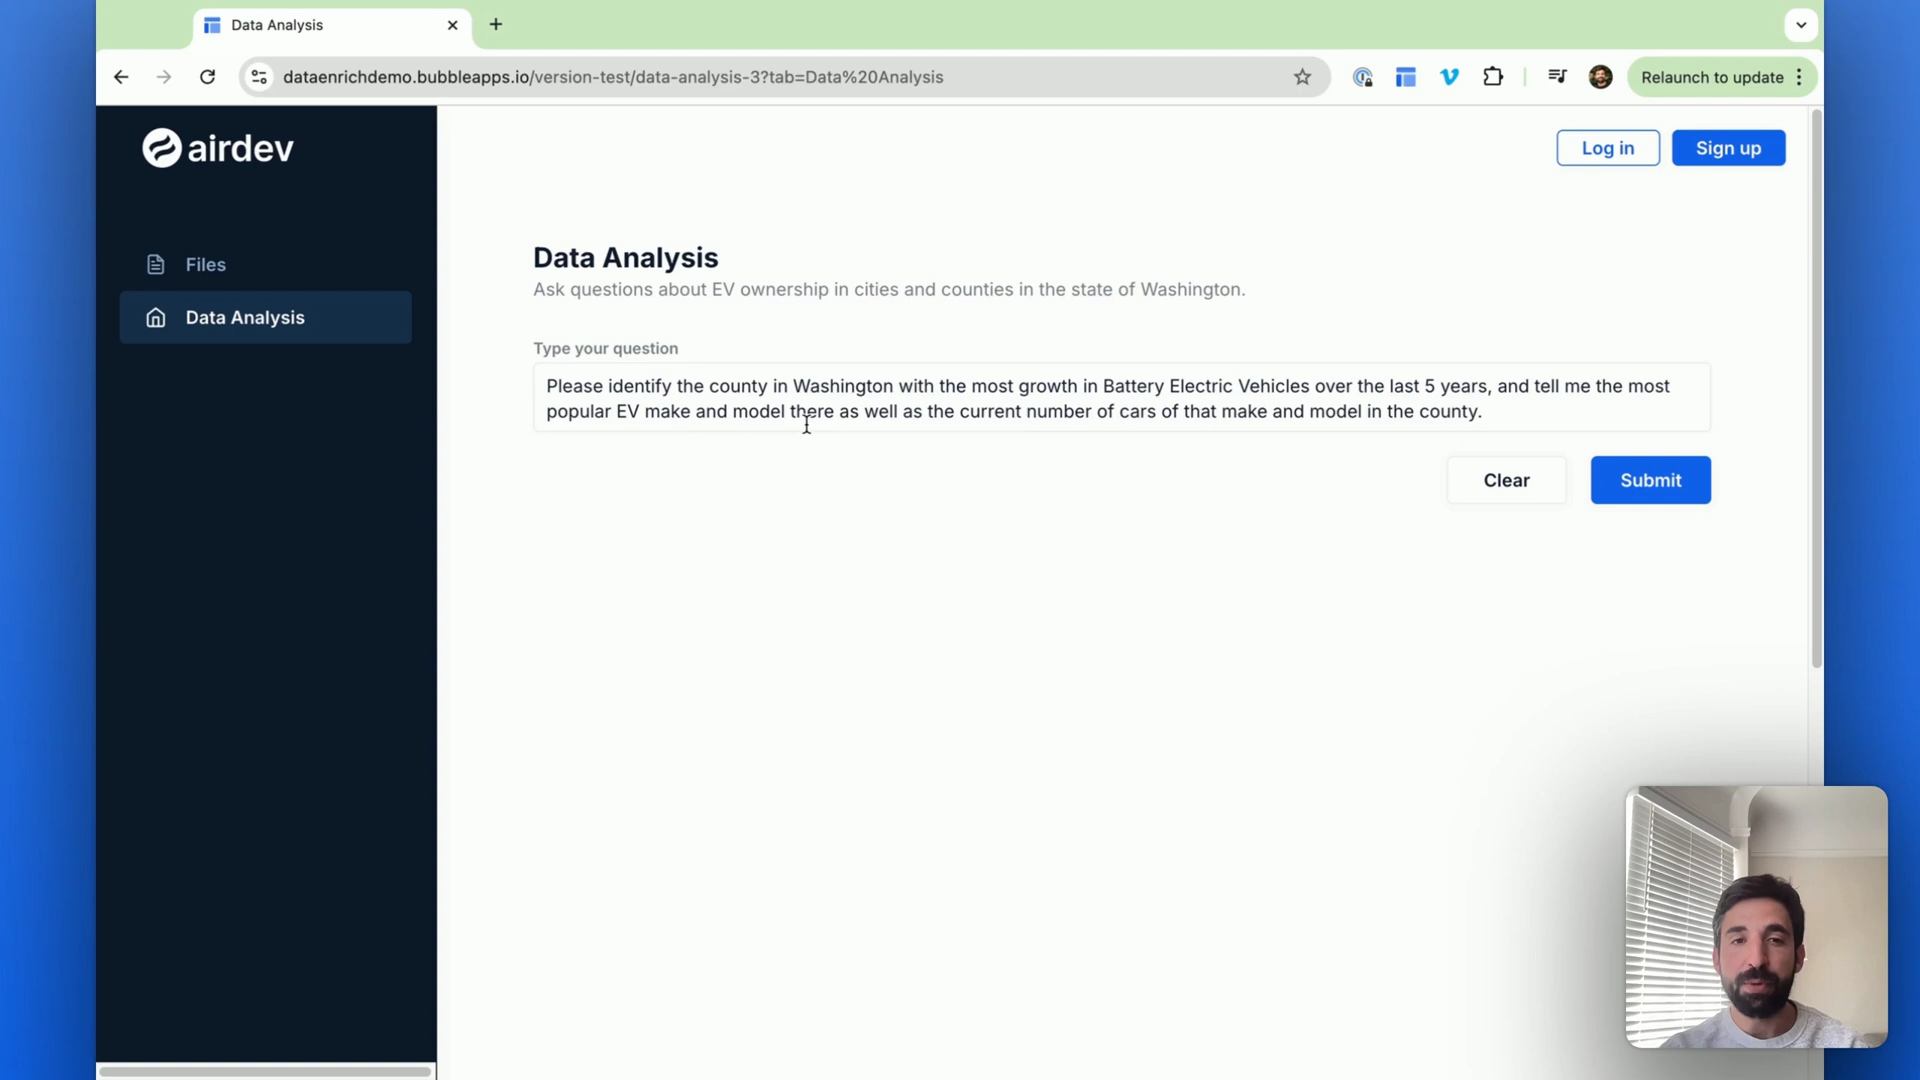 Data Analysis
dataenrichdemo.bubbleapps.io/version-test/data-analysis-3?tab=Data%20Analysis
Relaunch to update
airdev
Log in
Sign up
Files
Data Analysis
Data Analysis
Ask questions about EV ownership in cities and counties in the state of Washington.
Type your question
Please identify the county in Washington with the most growth in Battery Electric Vehicles over the last 5 years, and tell me the most
popular EV make and model there as well as the current number of cars of that make and model in the county.
Clear
Submit